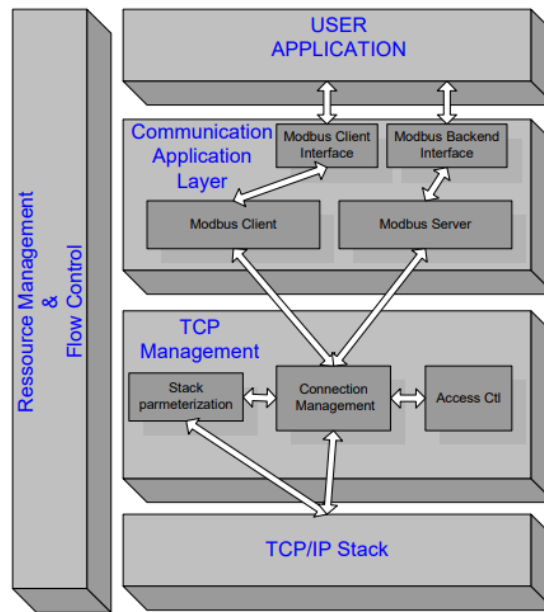 USER
APPLICATION
Communication
Application
Layer
Modbus Client
Interface
Modbus Backend
Interface
Modbus Client
Modbus Server
Ressource Management
&
Flow Control
TCP
Management
Stack
parmeterization
Connection
Management
Access Ctl
TCP/IP Stack